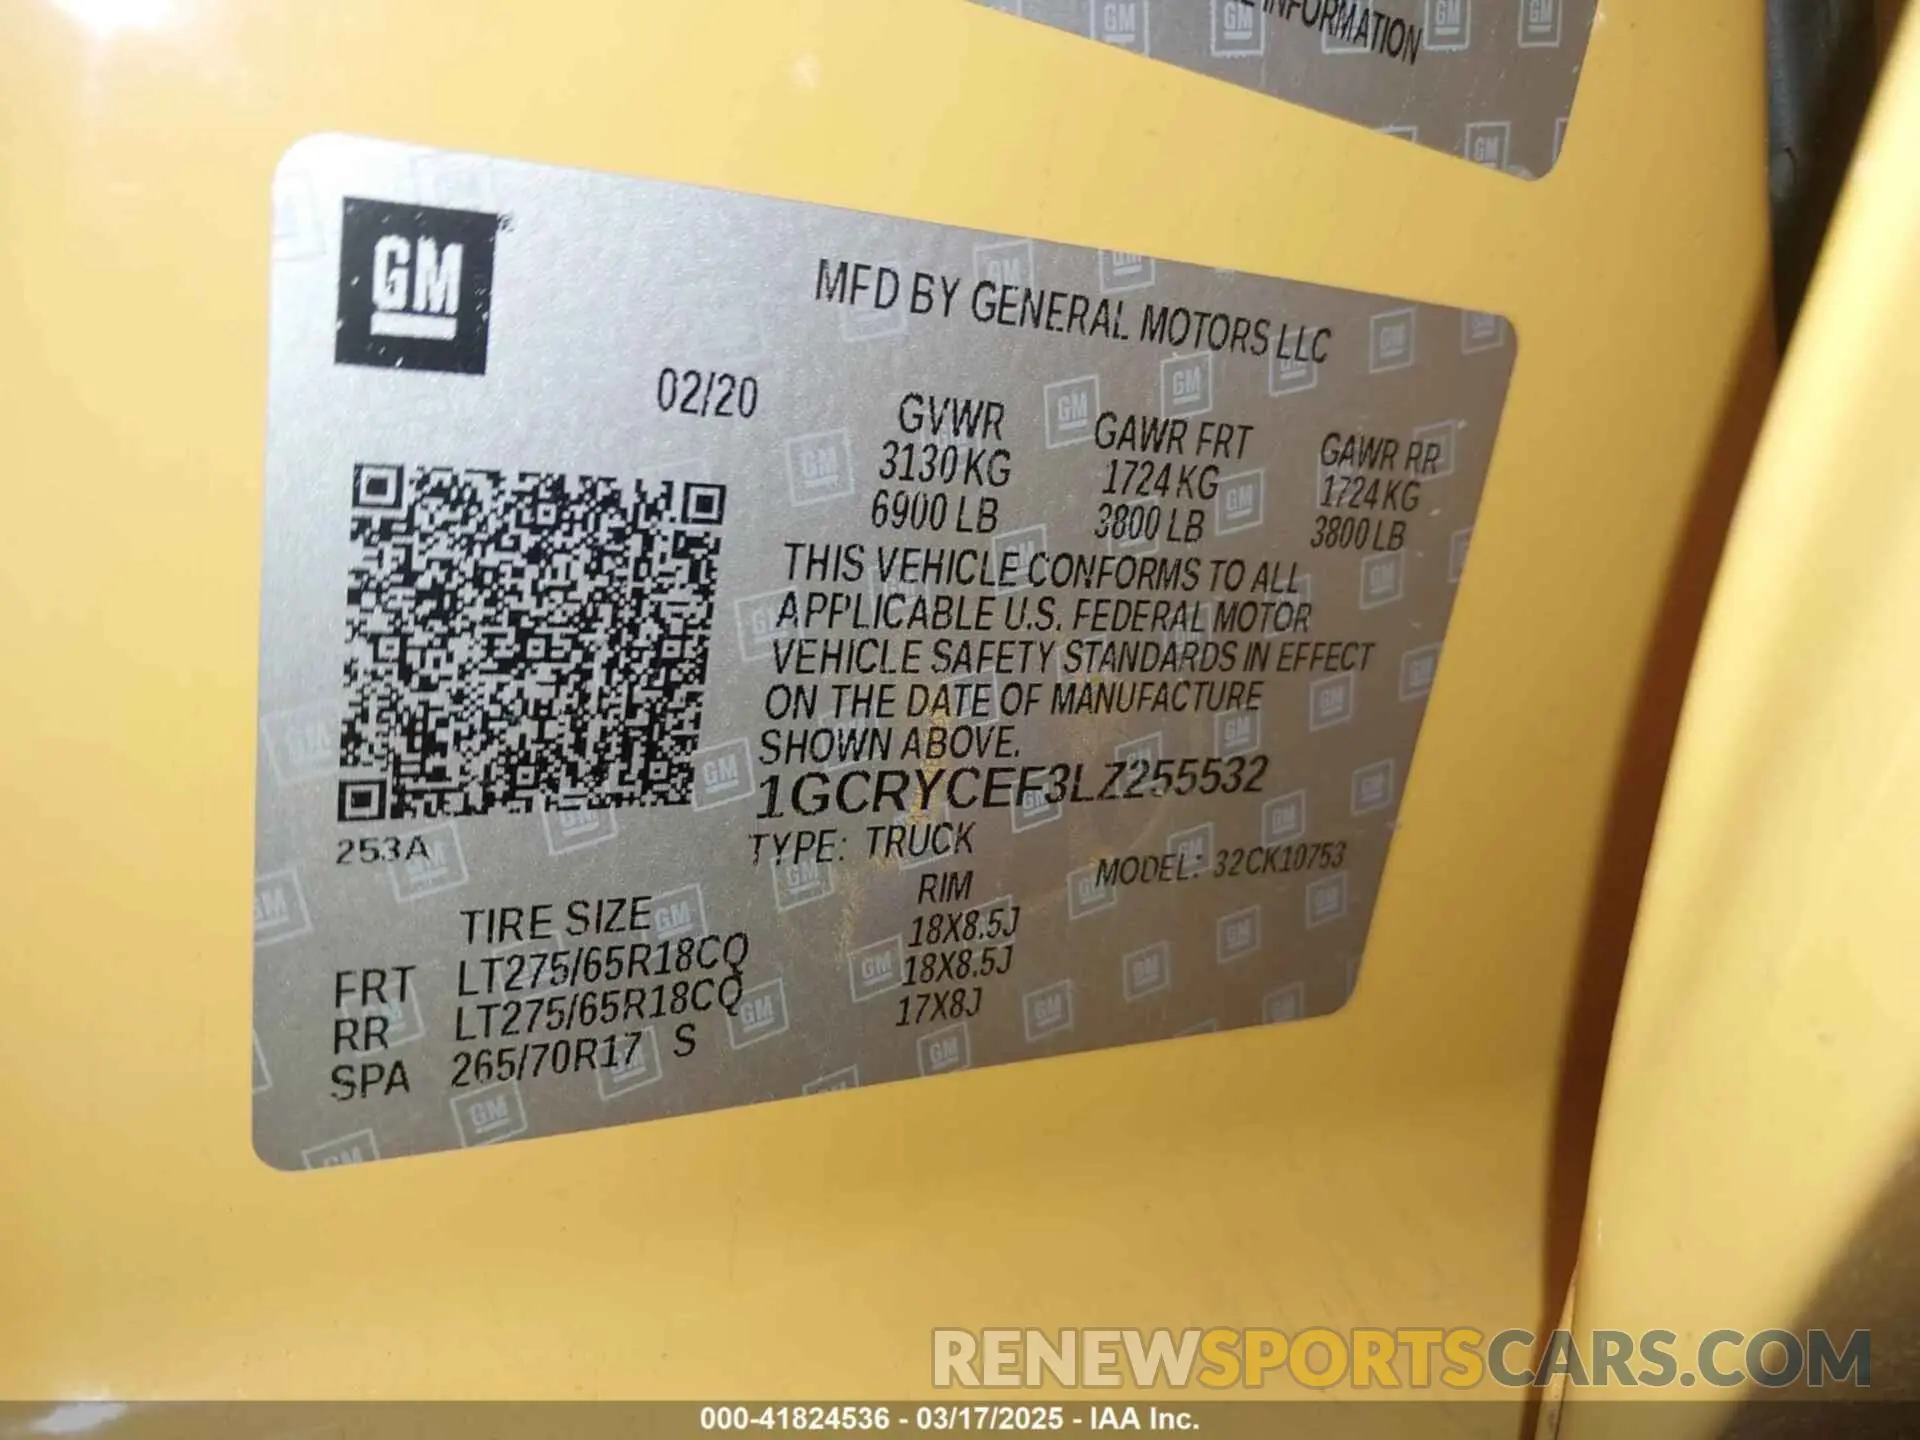 INFORMATION
GM
MFD BY GENERAL MOTORS LLC
02/20
GVWR GAWR FRT GAWR RR
3130 KG 1724 KG 1724 KG
6900 LB 3800 LB 3800 LB
THIS VEHICLE CONFORMS TO ALL
APPLICABLE U.S. FEDERAL MOTOR
VEHICLE SAFETY STANDARDS IN EFFECT
ON THE DATE OF MANUFACTURE
SHOWN ABOVE.
1GCRYCEF3LZ255532
253A
TYPE: TRUCK MODEL: 32CK10753
TIRE SIZE RIM
FRT LT275/65R18CQ 18X8.5J
RR LT275/65R18CQ 18X8.5J
SPA 265/70R17 S 17X8J
RENEWSPORTSCARS.COM
000-41824536 - 03/17/2025 - IAA Inc.